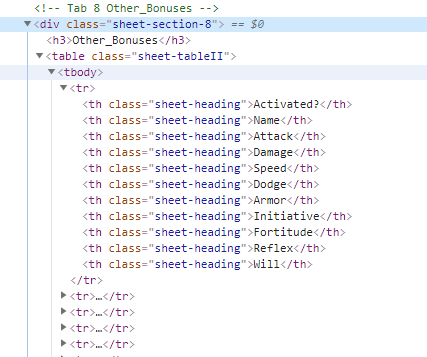 <!-- Tab 8 Other_Bonuses -->
▼<div class="sheet-section-8"> == $0
<h3>Other_Bonuses</h3>
▼<table class="sheet-tableII">
▼<tbody>
▼<tr>
<th class="sheet-heading">Activated?</th>
<th class="sheet-heading">Name</th>
<th class="sheet-heading">Attack</th>
<th class="sheet-heading">Damage</th>
<th class="sheet-heading">Speed</th>
<th class="sheet-heading">Dodge</th>
<th class="sheet-heading">Armor</th>
<th class="sheet-heading">Initiative</th>
<th class="sheet-heading">Fortitude</th>
<th class="sheet-heading">Reflex</th>
<th class="sheet-heading">Will</th>
</tr>
▶<tr>…</tr>
▶<tr>…</tr>
▶<tr>…</tr>
▶<tr>…</tr>